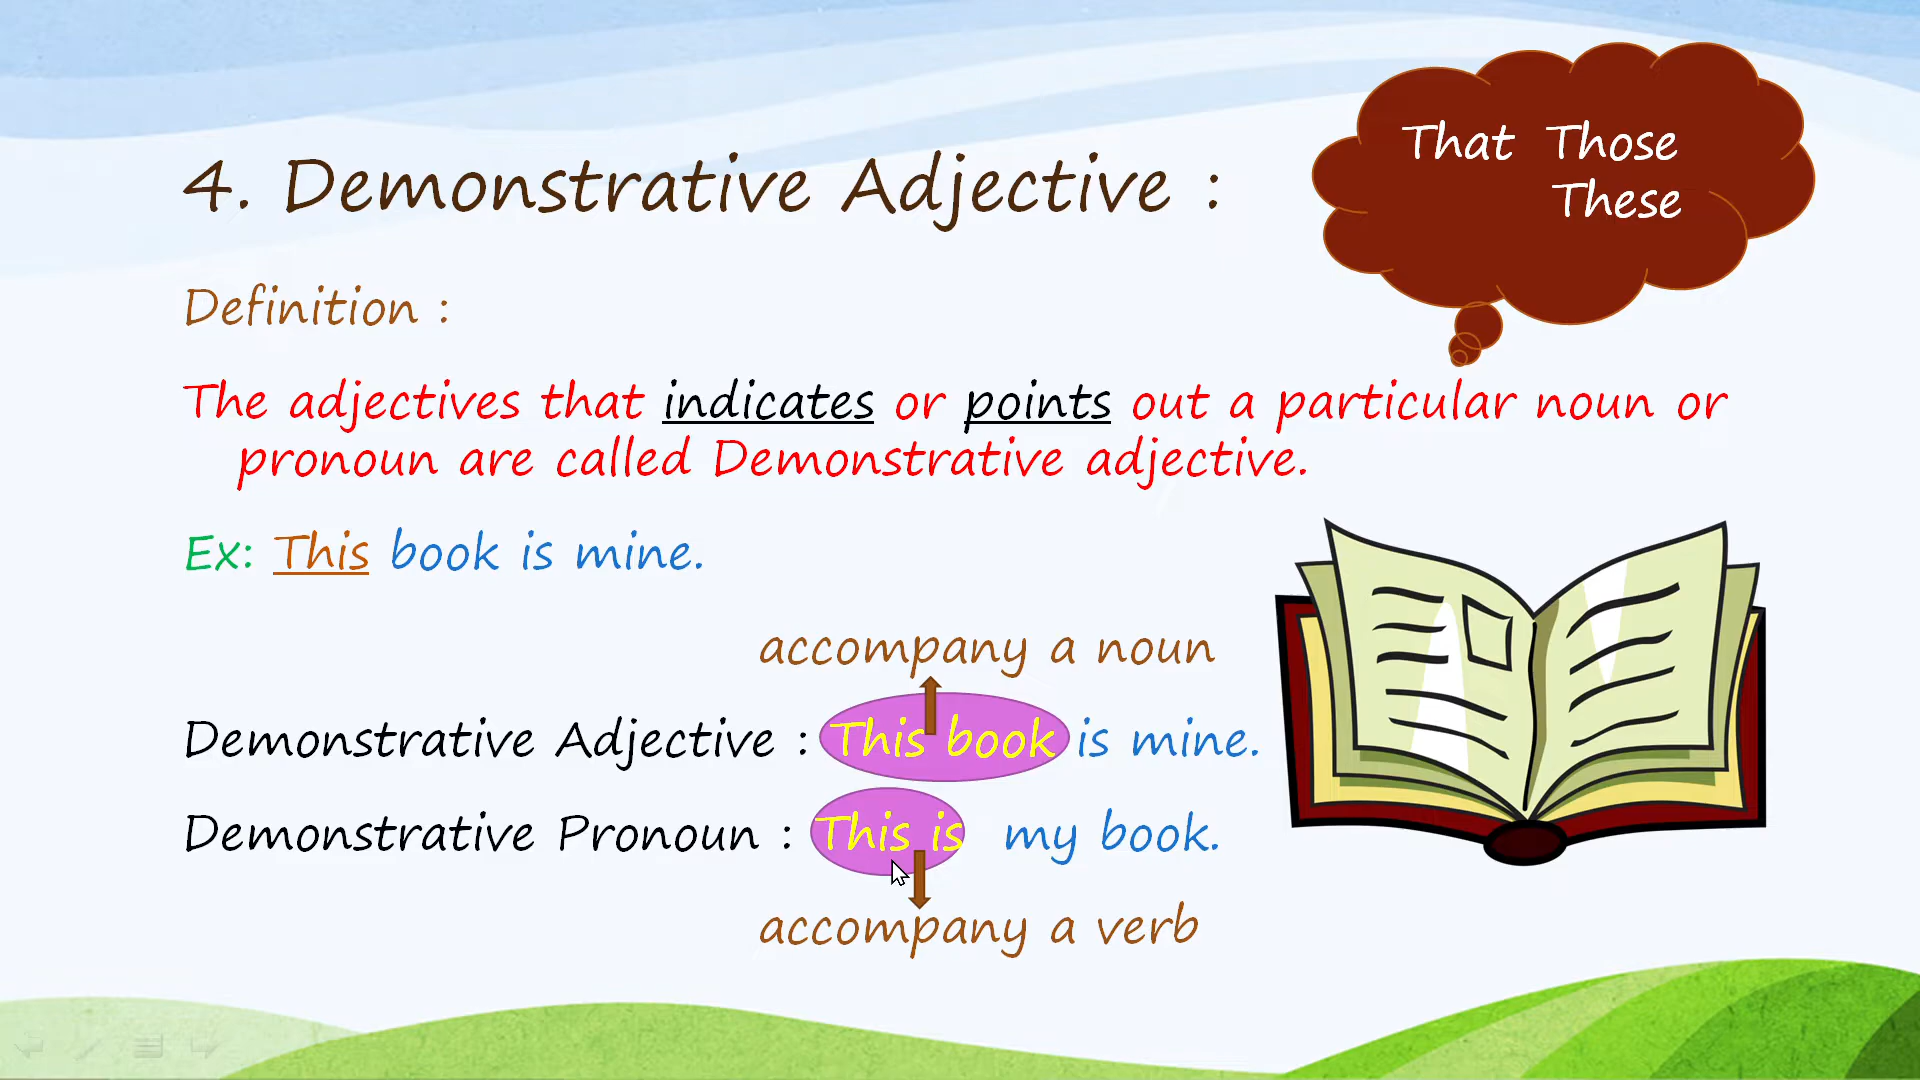 4. Demonstrative Adjective :
That Those
These
Definition :
The adjectives that indicates or points out a particular noun or
pronoun are called Demonstrative adjective.
Ex: This book is mine.
accompany a noun
Demonstrative Adjective : This book is mine.
Demonstrative Pronoun : This is my book.
accompany a verb